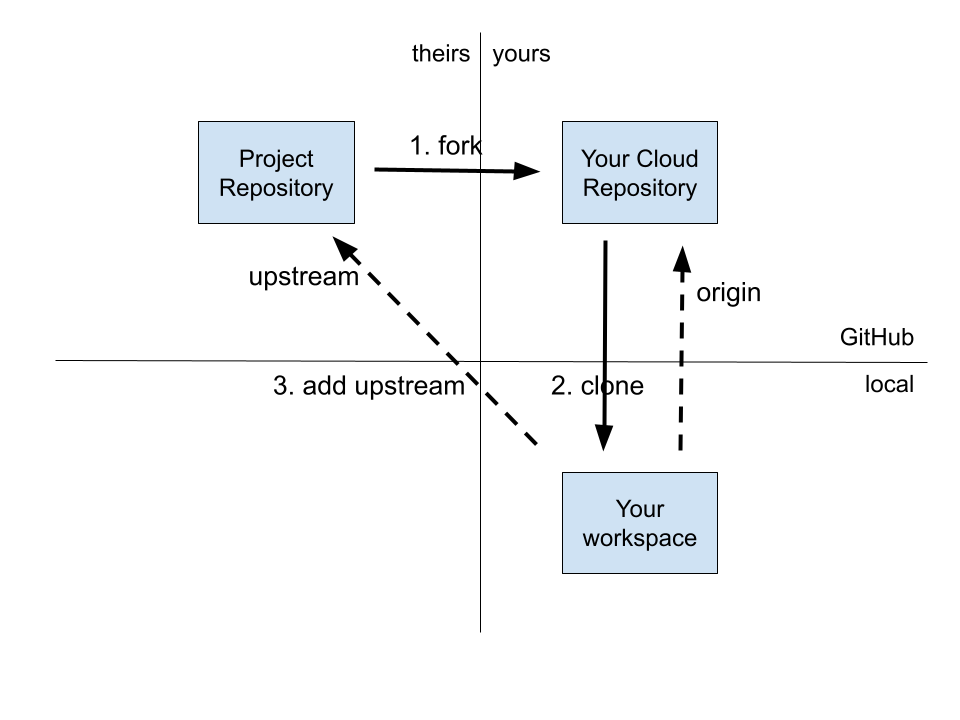 theirs
yours
1. fork
Project
Repository
Your Cloud
Repository
upstream
origin
GitHub
3. add upstream
2. clone
local
Your
workspace